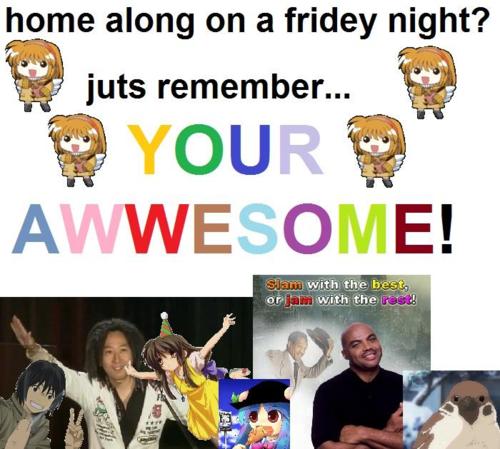 home along on a fridey night?
juts remember...
YOUR
AWWESOME!
Slam with the best,
or jam with the rest!